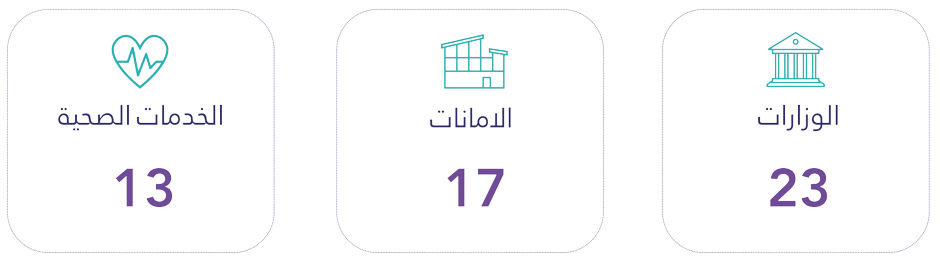 الوزارات
23
الامانات
17
الخدمات الصحية
13